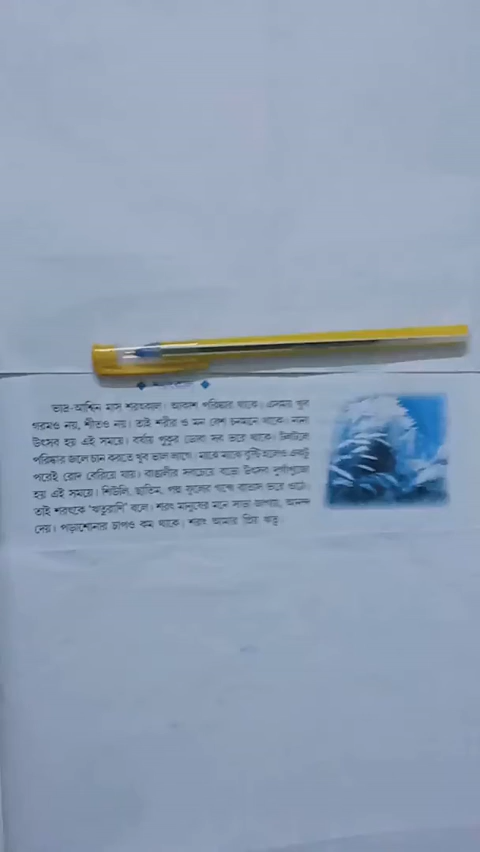 ভাদ্র-আশ্বিন মাস শরৎকাল। আকাশ পরিষ্কার থাকে। এসময় খুব
গরমও নয়, শীতও নয়। তাই শরীর ও মন বেশ চনমনে থাকে। নানা
উৎসব হয় এই সময়ে। বর্ষায় পুকুর ডোবা সব ভরে থাকে। টলটলে
পরিষ্কার জলে চান করতে খুব ভাল লাগে। মাঝে মাঝে বৃষ্টি হলেও একটু
পরেই রোদ বেরিয়ে যায়। বাঙালীর সবচেয়ে বড়ো উৎসব দুর্গাপুজো
হয় এই সময়ে। শিউলি, ছাতিম, পদ্ম ফুলের গন্ধে বাতাস ভরে ওঠে।
তাই শরৎকে 'ঋতুরাণি' বলে। শরৎ মানুষের মনে সাড়া জাগায়, আনন্দ
দেয়। পড়াশোনার চাপও কম থাকে। শরৎ আমার প্রিয় ঋতু